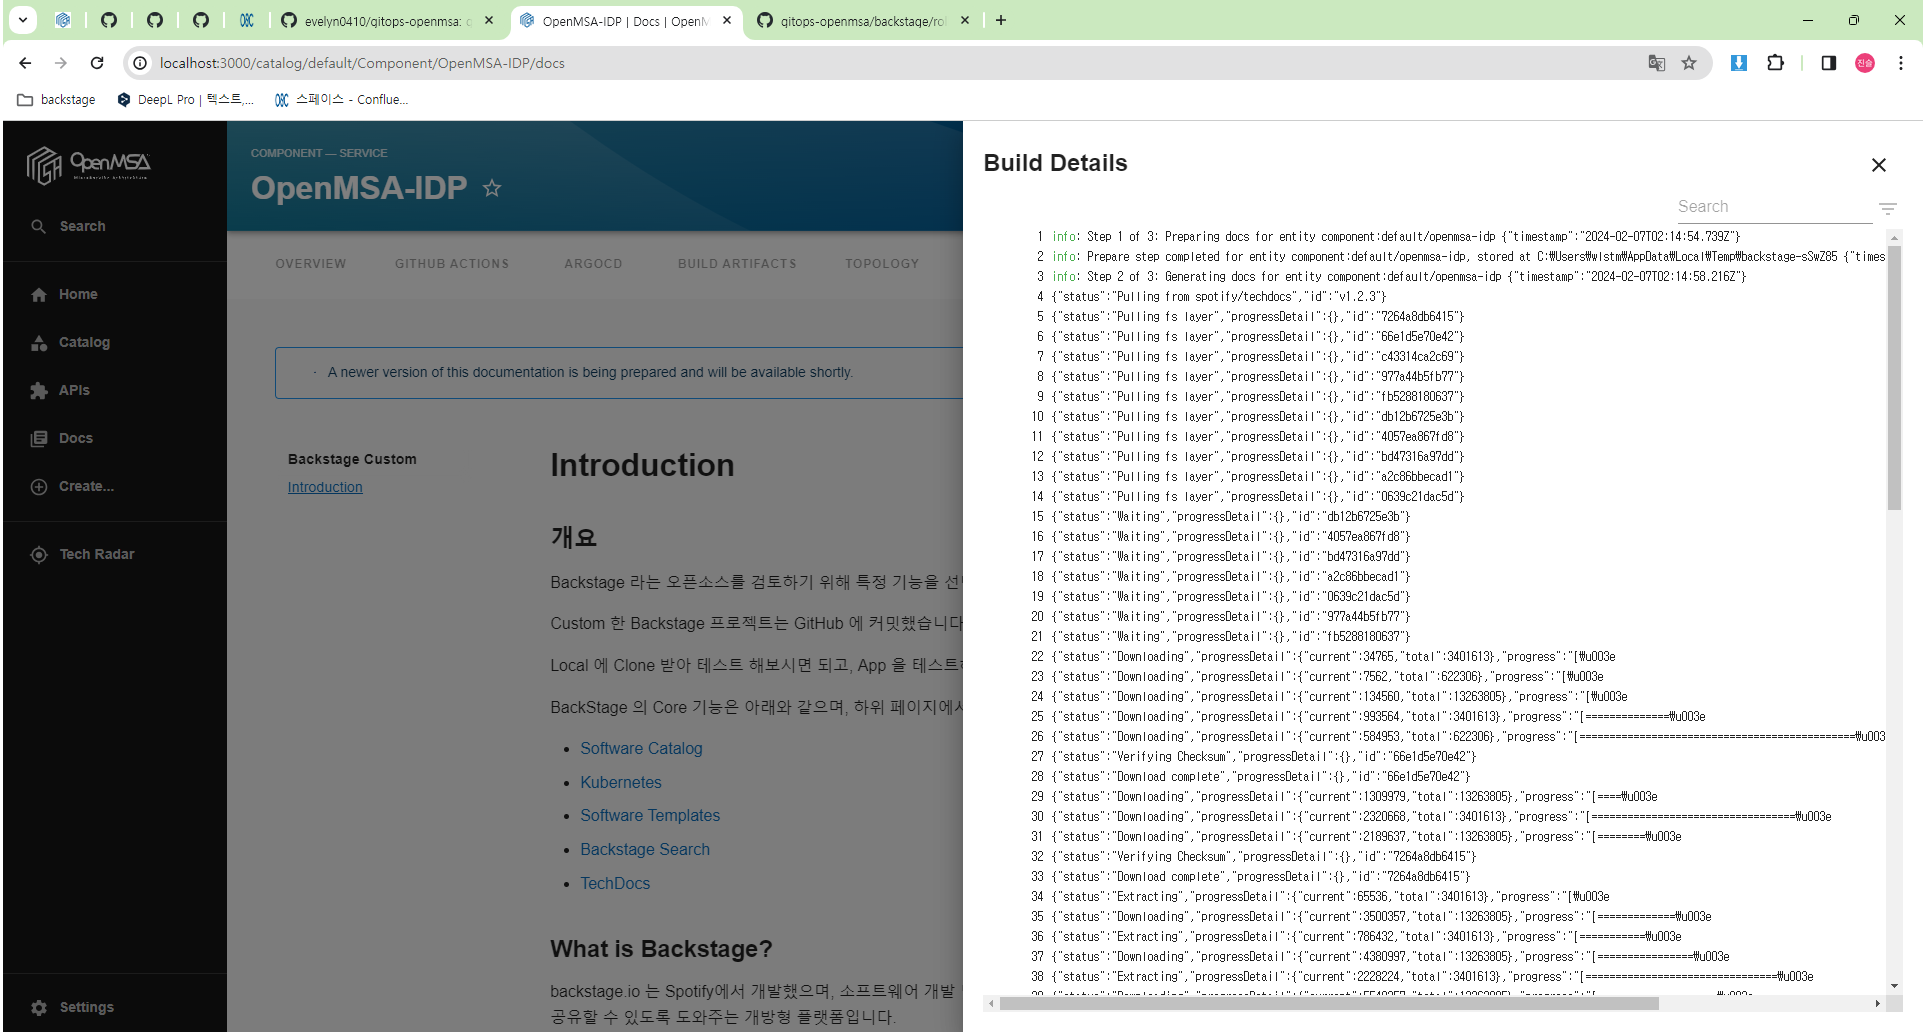 evelyn0410/gitops-openmsa: g
OpenMSA-IDP | Docs | OpenM
gitops-openmsa/backstage/rol
localhost:3000/catalog/default/Component/OpenMSA-IDP/docs
진슬
backstage
DeepL Pro | 텍스트,...
스페이스 - Conflue...
OpenMSA
Search
Home
Catalog
APIs
Docs
Create...
Tech Radar
Settings
COMPONENT — SERVICE
OpenMSA-IDP
OVERVIEW
GITHUB ACTIONS
ARGOCD
BUILD ARTIFACTS
TOPOLOGY
A newer version of this documentation is being prepared and will be available shortly.
Backstage Custom
Introduction
Introduction
개요
Backstage 라는 오픈소스를 검토하기 위해 특정 기능을 선
Custom 한 Backstage 프로젝트는 GitHub 에 커밋했습니다
Local 에 Clone 받아 테스트 해보시면 되고, App 을 테스트
BackStage 의 Core 기능은 아래와 같으며, 하위 페이지에서
• Software Catalog
• Kubernetes
• Software Templates
• Backstage Search
• TechDocs
What is Backstage?
backstage.io 는 Spotify에서 개발했으며, 소프트웨어 개발
공유할 수 있도록 도와주는 개방형 플랫폼입니다.
Build Details
Search
1 info: Step 1 of 3: Preparing docs for entity component:default/openmsa-idp {"timestamp":"2024-02-07T02:14:54.739Z"}
2 info: Prepare step completed for entity component:default/openmsa-idp, stored at C:₩Users₩wlstm₩AppData₩Local₩Temp₩backstage-sSwZ85 {"times
3 info: Step 2 of 3: Generating docs for entity component:default/openmsa-idp {"timestamp":"2024-02-07T02:14:58.216Z"}
4 {"status":"Pulling from spotify/techdocs","id":"v1.2.3"}
5 {"status":"Pulling fs layer","progressDetail":{},"id":"7264a8db6415"}
6 {"status":"Pulling fs layer","progressDetail":{},"id":"66e1d5e70e42"}
7 {"status":"Pulling fs layer","progressDetail":{},"id":"c43314ca2c69"}
8 {"status":"Pulling fs layer","progressDetail":{},"id":"977a44b5fb77"}
9 {"status":"Pulling fs layer","progressDetail":{},"id":"fb5288180637"}
10 {"status":"Pulling fs layer","progressDetail":{},"id":"db12b6725e3b"}
11 {"status":"Pulling fs layer","progressDetail":{},"id":"4057ea867fd8"}
12 {"status":"Pulling fs layer","progressDetail":{},"id":"bd47316a97dd"}
13 {"status":"Pulling fs layer","progressDetail":{},"id":"a2c86bbecad1"}
14 {"status":"Pulling fs layer","progressDetail":{},"id":"0639c21dac5d"}
15 {"status":"Waiting","progressDetail":{},"id":"db12b6725e3b"}
16 {"status":"Waiting","progressDetail":{},"id":"4057ea867fd8"}
17 {"status":"Waiting","progressDetail":{},"id":"bd47316a97dd"}
18 {"status":"Waiting","progressDetail":{},"id":"a2c86bbecad1"}
19 {"status":"Waiting","progressDetail":{},"id":"0639c21dac5d"}
20 {"status":"Waiting","progressDetail":{},"id":"977a44b5fb77"}
21 {"status":"Waiting","progressDetail":{},"id":"fb5288180637"}
22 {"status":"Downloading","progressDetail":{"current":34765,"total":3401613},"progress":"[₩u003e
23 {"status":"Downloading","progressDetail":{"current":7562,"total":622306},"progress":"[₩u003e
24 {"status":"Downloading","progressDetail":{"current":134560,"total":13263805},"progress":"[₩u003e
25 {"status":"Downloading","progressDetail":{"current":993564,"total":3401613},"progress":"[==============₩u003e
26 {"status":"Downloading","progressDetail":{"current":584953,"total":622306},"progress":"[==============================================₩u003
27 {"status":"Verifying Checksum","progressDetail":{},"id":"66e1d5e70e42"}
28 {"status":"Download complete","progressDetail":{},"id":"66e1d5e70e42"}
29 {"status":"Downloading","progressDetail":{"current":1309979,"total":13263805},"progress":"[====₩u003e
30 {"status":"Downloading","progressDetail":{"current":2320668,"total":3401613},"progress":"[==================================₩u003e
31 {"status":"Downloading","progressDetail":{"current":2189637,"total":13263805},"progress":"[========₩u003e
32 {"status":"Verifying Checksum","progressDetail":{},"id":"7264a8db6415"}
33 {"status":"Download complete","progressDetail":{},"id":"7264a8db6415"}
34 {"status":"Extracting","progressDetail":{"current":65536,"total":3401613},"progress":"[₩u003e
35 {"status":"Downloading","progressDetail":{"current":3500357,"total":13263805},"progress":"[=============₩u003e
36 {"status":"Extracting","progressDetail":{"current":786432,"total":3401613},"progress":"[===========₩u003e
37 {"status":"Downloading","progressDetail":{"current":4380997,"total":13263805},"progress":"[================₩u003e
38 {"status":"Extracting","progressDetail":{"current":2228224,"total":3401613},"progress":"[================================₩u003e